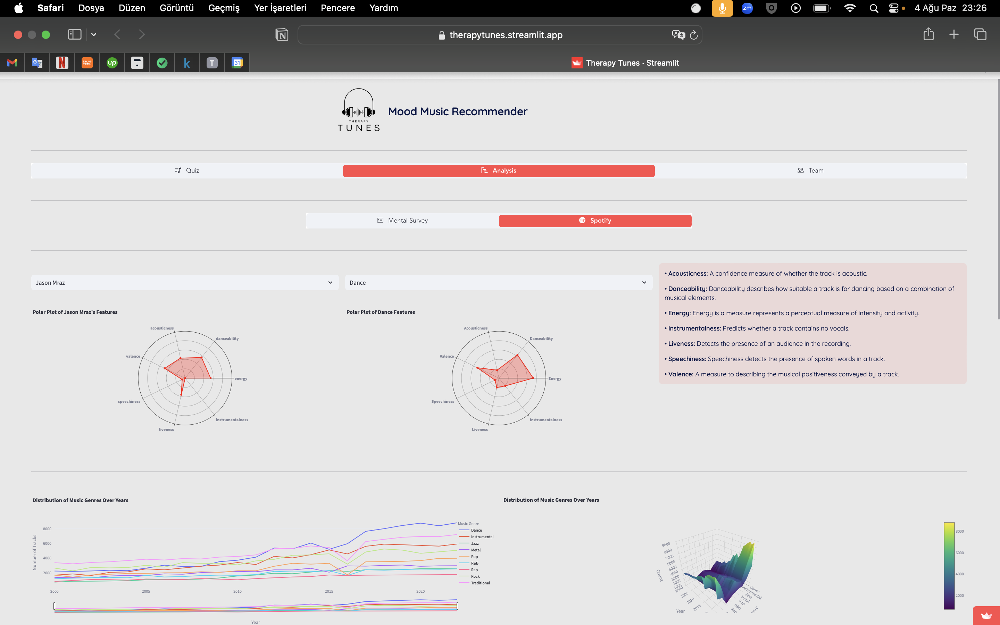 Safari Dosya Düzen Görüntü Geçmiş Yer İşaretleri Pencere Yardım zm 4 Ağu Paz 23:26
therapytunes.streamlit.app
TEMU up k T 31 Therapy Tunes · Streamlit
THERAPY
TUNES
Mood Music Recommender
Quiz Analysis Team
Mental Survey Spotify
Jason Mraz
Dance
• Acousticness: A confidence measure of whether the track is acoustic.
• Danceability: Danceability describes how suitable a track is for dancing based on a combination of
musical elements.
• Energy: Energy is a measure represents a perceptual measure of intensity and activity.
• Instrumentalness: Predicts whether a track contains no vocals.
• Liveness: Detects the presence of an audience in the recording.
• Speechiness: Speechiness detects the presence of spoken words in a track.
• Valence: A measure to describing the musical positiveness conveyed by a track.
Polar Plot of Jason Mraz's Features
acousticness
danceability
valence
energy
speechiness
instrumentalness
liveness
Polar Plot of Dance Features
Acousticness
Danceability
Valence
Energy
Speechiness
Instrumentalness
Liveness
Distribution of Music Genres Over Years
Number of Tracks
8000
6000
4000
2000
2000 2005 2010 2015 2020
Year
Music Genre
Dance
Instrumental
Jazz
Metal
Pop
R&B
Rap
Rock
Traditional
Distribution of Music Genres Over Years
Count
9000
8000
7000
6000
5000
4000
3000
2000
1000
2000
2005
2010
2015
Year
Dance
Instrumental
Jazz
Metal
Pop
R&B
Rap
8000
6000
4000
2000